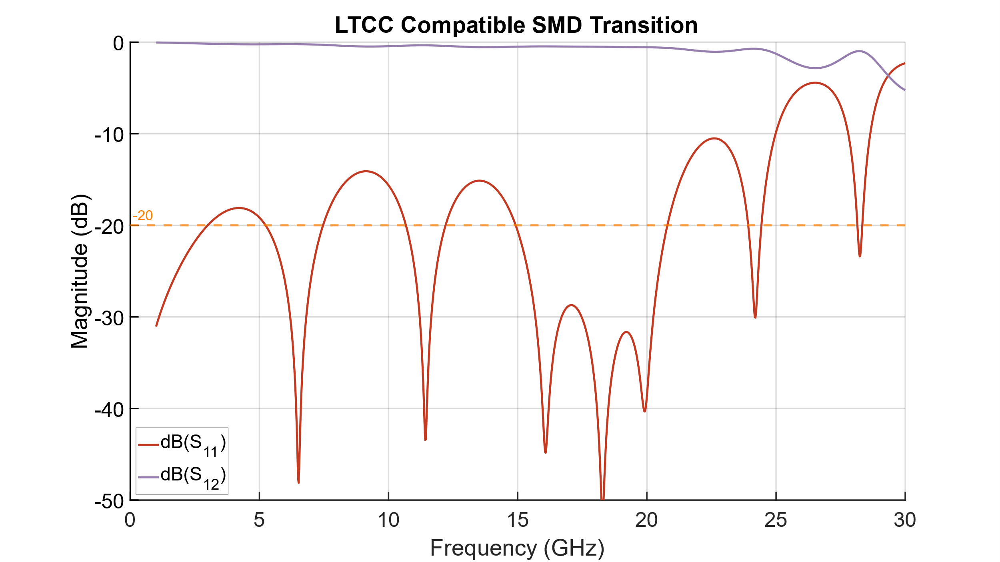 LTCC Compatible SMD Transition
0
-10
-20
-20
-30
-40
-50
Magnitude (dB)
dB(S11)
dB(S12)
0 5 10 15 20 25 30
Frequency (GHz)